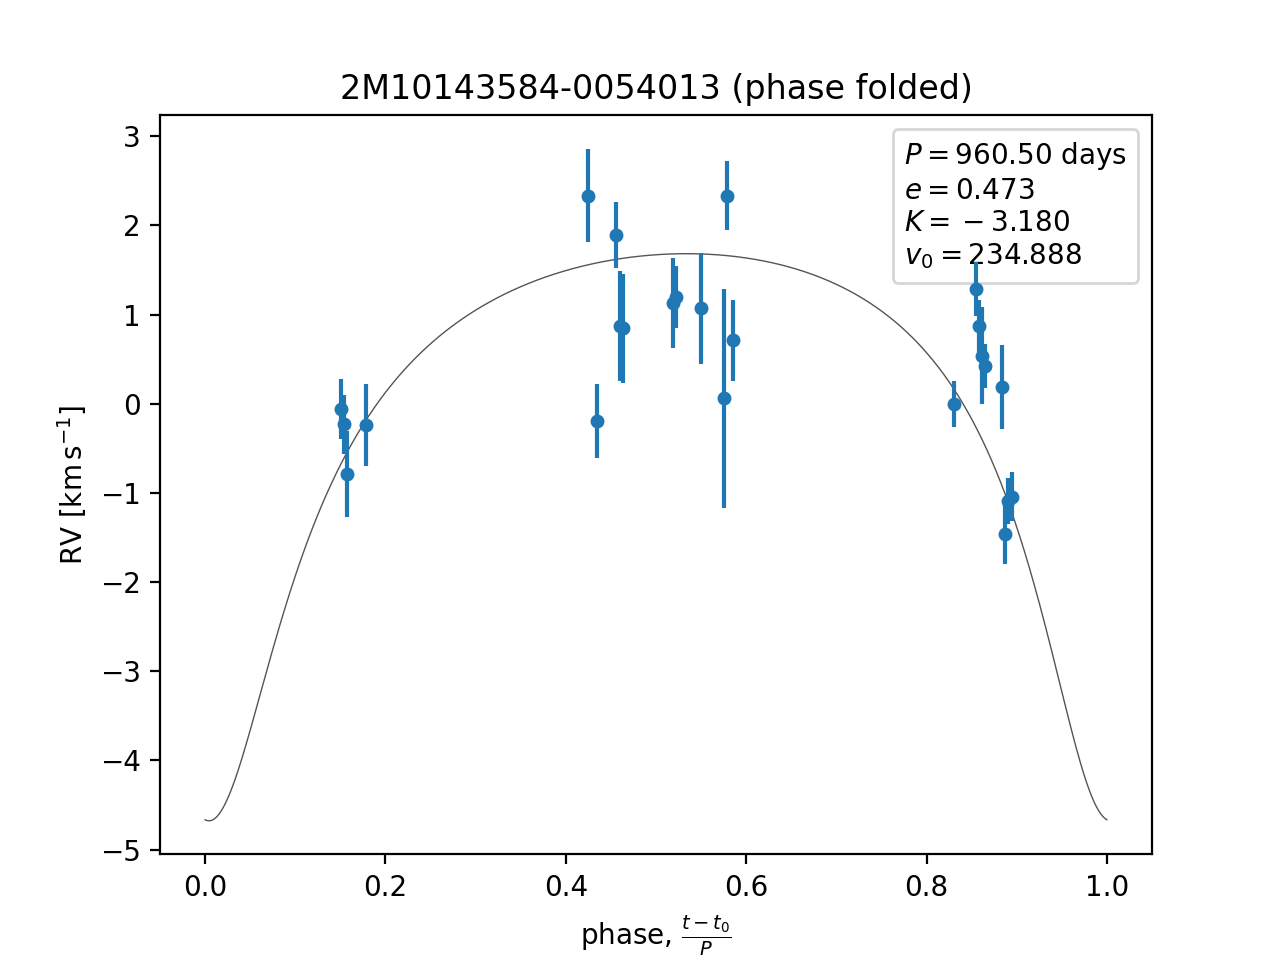 2M10143584-0054013 (phase folded)
P = 960.50 days
e = 0.473
K = −3.180
v₀ = 234.888
RV [km s⁻¹]
3
2
1
0
−1
−2
−3
−4
−5
0.0 0.2 0.4 0.6 0.8 1.0
phase, (t − t₀)/P